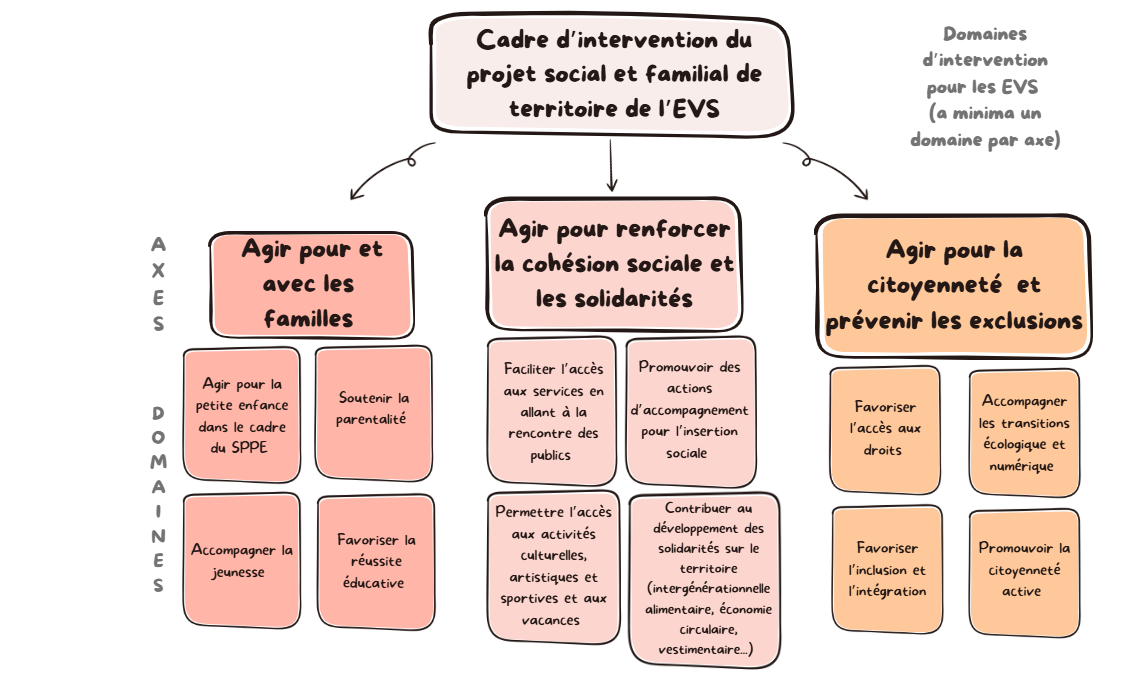 Cadre d'intervention du
projet social et familial de
territoire de l'EVS
Domaines
d'intervention
pour les EVS
(a minima un
domaine par axe)
AXES
Agir pour et
avec les
familles
Agir pour renforcer
la cohésion sociale et
les solidarités
Agir pour la
citoyenneté et
prévenir les exclusions
DOMAINES
Agir pour la
petite enfance
dans le cadre
du SPPE
Soutenir la
parentalité
Accompagner la
jeunesse
Favoriser la
réussite
éducative
Faciliter l'accès
aux services en
allant à la
rencontre des
publics
Promouvoir des
actions
d'accompagnement
pour l'insertion
sociale
Permettre l'accès
aux activités
culturelles,
artistiques et
sportives et aux
vacances
Contribuer au
développement des
solidarités sur le
territoire
(intergénérationnelle
alimentaire, économie
circulaire,
vestimentaire...)
Favoriser
l'accès aux
droits
Accompagner
les transitions
écologique et
numérique
Favoriser
l'inclusion et
l'intégration
Promouvoir la
citoyenneté
active